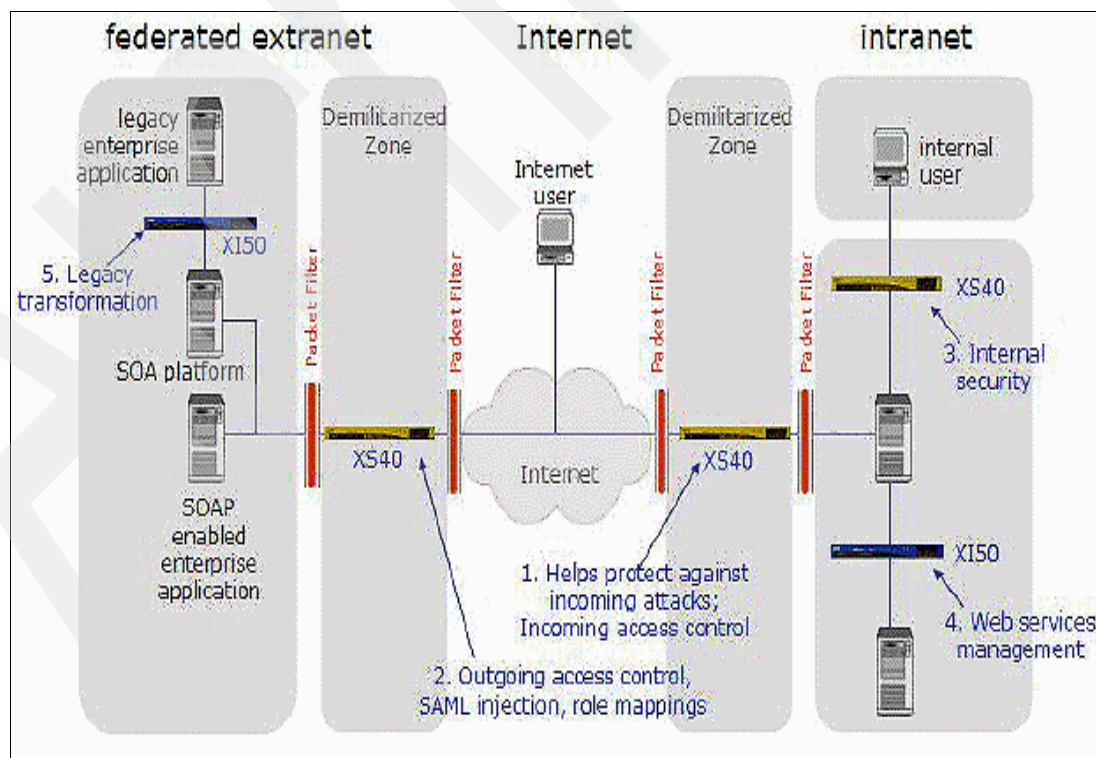 federated extranet
Internet
intranet
legacy
enterprise
application
XI50
5. Legacy
transformation
SOA platform
SOAP
enabled
enterprise
application
Packet Filter
Demilitarized
Zone
XS40
2. Outgoing access control,
SAML injection, role mappings
Packet Filter
Internet
user
Internet
Packet Filter
Demilitarized
Zone
XS40
1. Helps protect against
incoming attacks;
Incoming access control
Packet Filter
internal
user
XS40
3. Internal
security
XI50
4. Web services
management